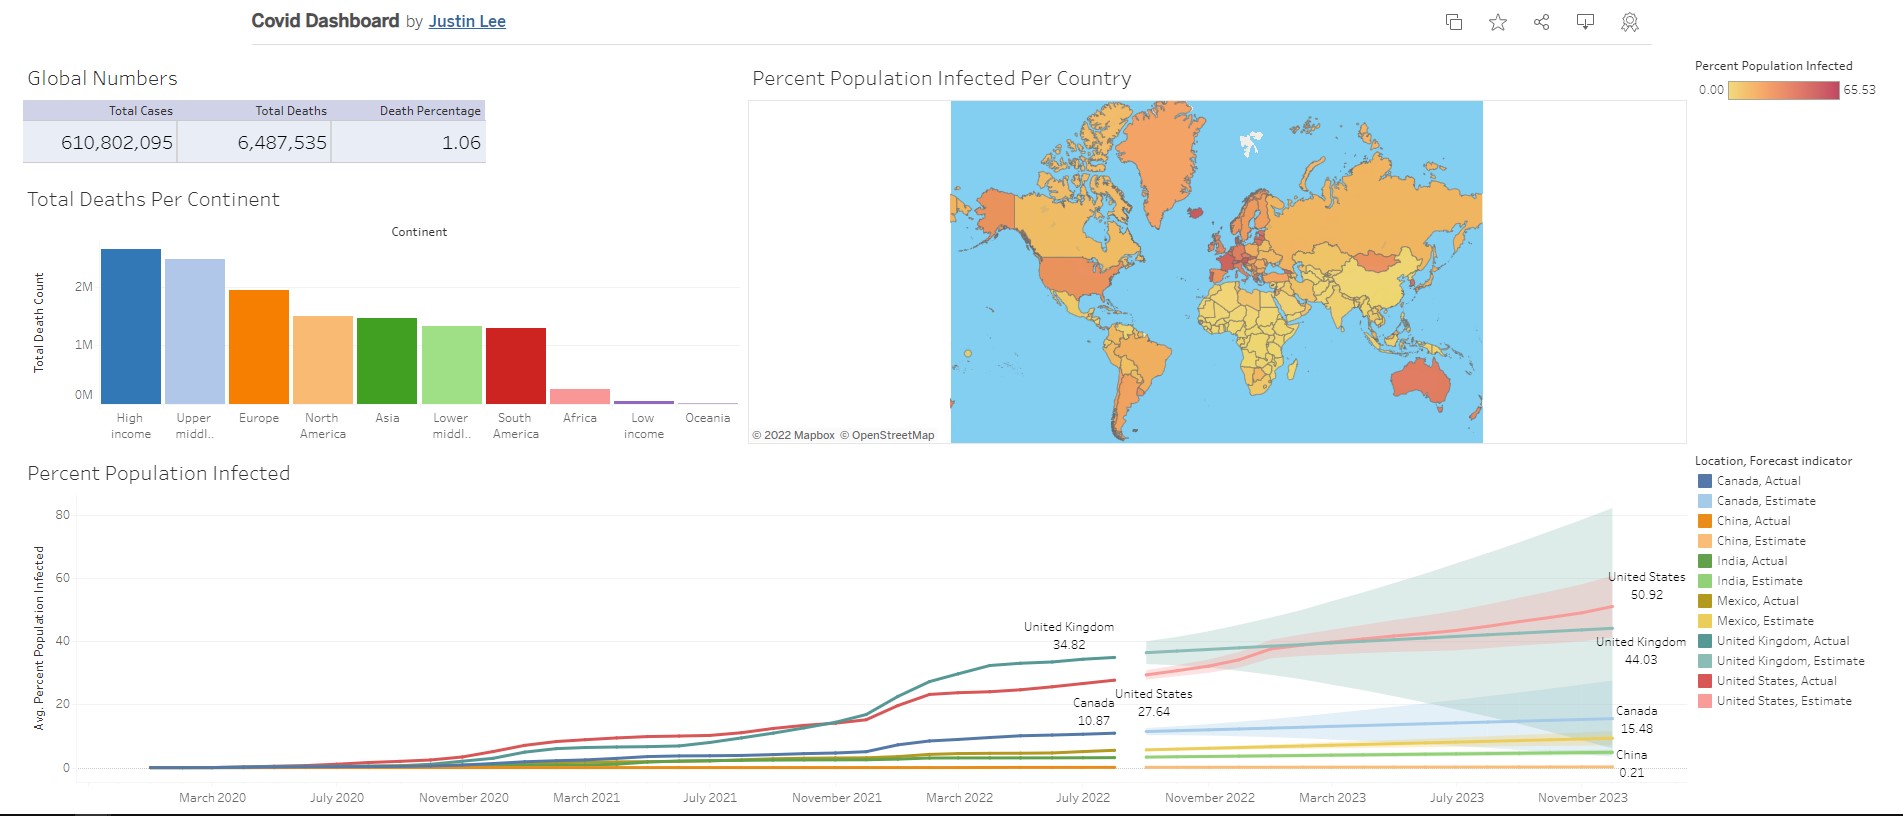 Covid Dashboard by Justin Lee
Global Numbers
Total Cases Total Deaths Death Percentage
610,802,095 6,487,535 1.06
Total Deaths Per Continent
Continent
Total Death Count
2M
1M
0M
High income
Upper middl..
Europe
North America
Asia
Lower middl..
South America
Africa
Low income
Oceania
Percent Population Infected Per Country
© 2022 Mapbox © OpenStreetMap
Percent Population Infected
0.00 65.53
Percent Population Infected
Avg. Percent Population Infected
80
60
40
20
0
United Kingdom
34.82
Canada
10.87
United States
27.64
United States
50.92
United Kingdom
44.03
Canada
15.48
China
0.21
March 2020 July 2020 November 2020 March 2021 July 2021 November 2021 March 2022 July 2022 November 2022 March 2023 July 2023 November 2023
Location, Forecast indicator
Canada, Actual
Canada, Estimate
China, Actual
China, Estimate
India, Actual
India, Estimate
Mexico, Actual
Mexico, Estimate
United Kingdom, Actual
United Kingdom, Estimate
United States, Actual
United States, Estimate